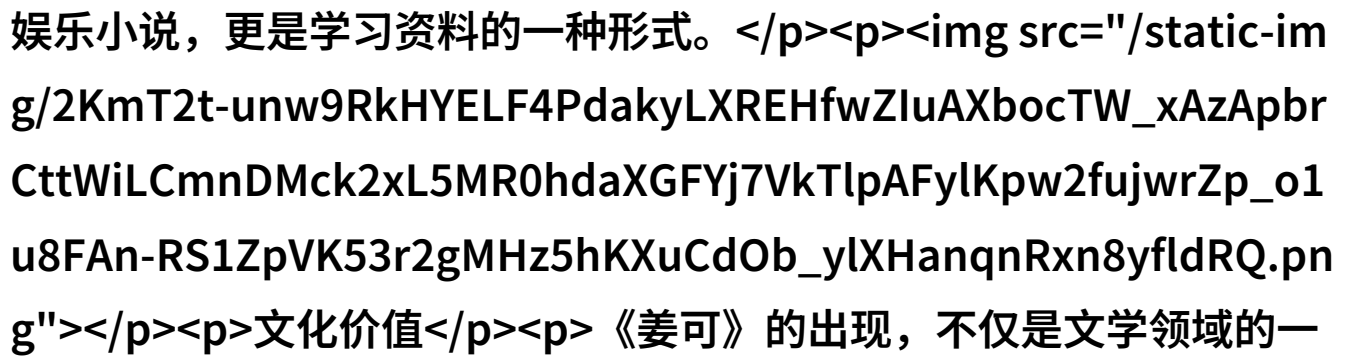 娱乐小说，更是学习资料的一种形式。</p><p><img src="/static-im
g/2KmT2t-unw9RkHYELF4PdakyLXREHfwZIuAXbocTW_xAzApbr
CttWiLCmnDMck2xL5MR0hdaXGFYj7VkTlpAFylKpw2fujwrZp_o1
u8FAn-RS1ZpVK53r2gMHz5hKXuCdOb_ylXHanqnRxn8yfldRQ.pn
g"></p><p>文化价值</p><p>《姜可》的出现，不仅是文学领域的一